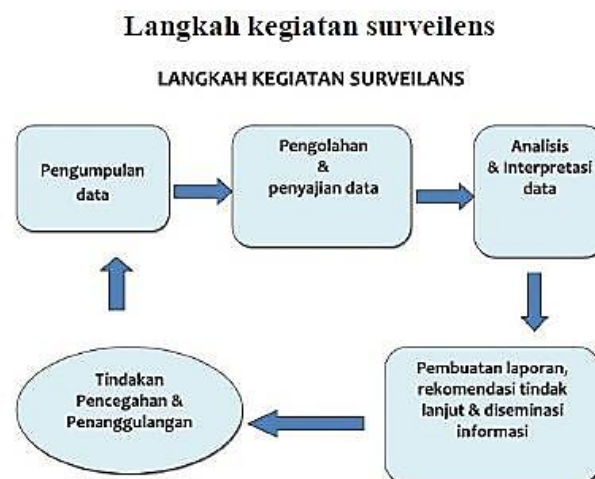 Langkah kegiatan surveilens
LANGKAH KEGIATAN SURVEILANS
Pengumpulan
data
Pengolahan
&
penyajian data
Analisis
& Interpretasi
data
Pembuatan laporan,
rekomendasi tindak
lanjut & diseminasi
informasi
Tindakan
Pencegahan &
Penanggulangan